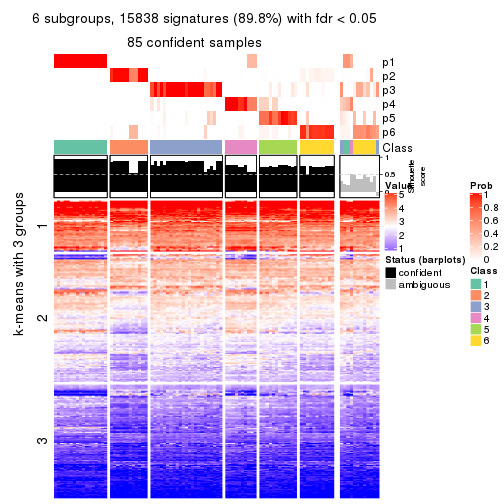 6 subgroups, 15838 signatures (89.8%) with fdr < 0.05
85 confident samples
p1
p2
p3
p4
p5
p6
Class
1
0.5
0
Silhouette
score
k-means with 3 groups
1
2
3
Value
5
4
3
2
1
Status (barplots)
confident
ambiguous
Prob
1
0.8
0.6
0.4
0.2
0
Class
1
2
3
4
5
6